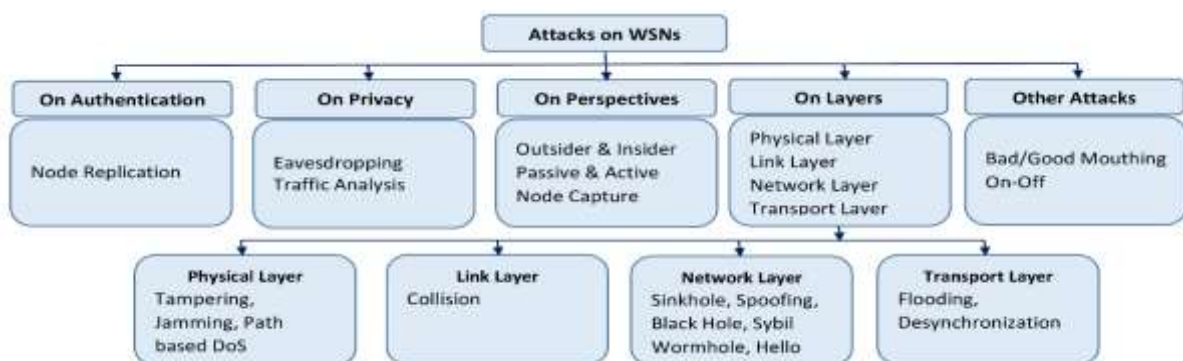 Attacks on WSNs
On Authentication
Node Replication
On Privacy
Eavesdropping
Traffic Analysis
On Perspectives
Outsider & Insider
Passive & Active
Node Capture
On Layers
Physical Layer
Link Layer
Network Layer
Transport Layer
Other Attacks
Bad/Good Mouthing
On-Off
Physical Layer
Tampering,
Jamming, Path
based DoS
Link Layer
Collision
Network Layer
Sinkhole, Spoofing,
Black Hole, Sybil
Wormhole, Hello
Transport Layer
Flooding,
Desynchronization